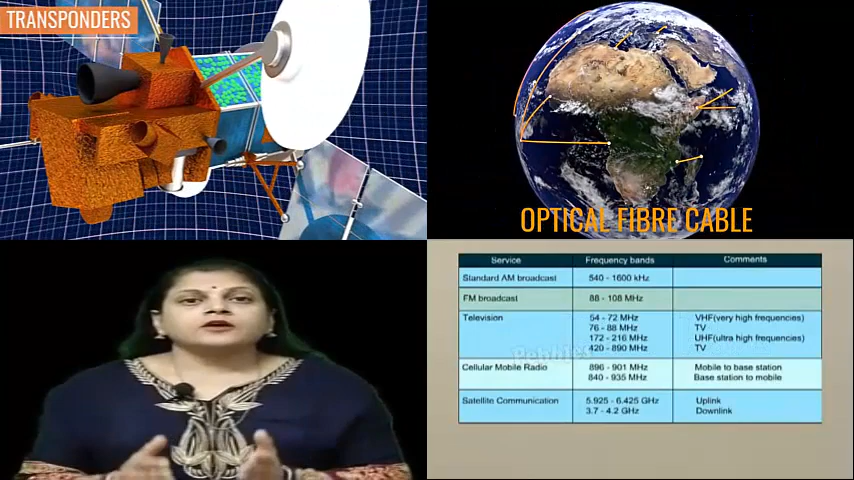 TRANSPONDERS
OPTICAL FIBRE CABLE
Service Frequency bands Comments
Standard AM broadcast 540 - 1600 kHz
FM broadcast 88 - 108 MHz
Television 54 - 72 MHz VHF(very high frequencies)
76 - 88 MHz TV
172 - 216 MHz UHF(ultra high frequencies)
420 - 890 MHz TV
Pebbles
Cellular Mobile Radio 896 - 901 MHz Mobile to base station
840 - 935 MHz Base station to mobile
Satellite Communication 5.925 - 6.425 GHz Uplink
3.7 - 4.2 GHz Downlink